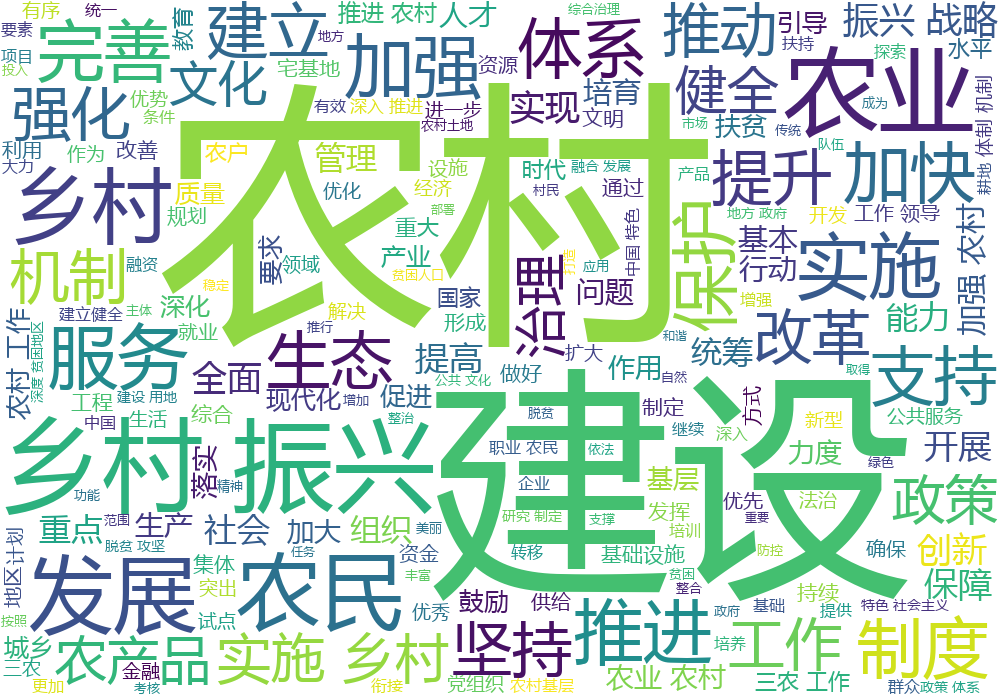 有序 统一
要素 完善 教育 建立 地方 推进 农村 人才 综合治理 推动 引导 振兴 战略
项目 加强 体系 扶持 探索 水平
投入 文化 宅基地 资源 健全 农业
强化 优势 有效 深入 推进 进一步 实现 培育 成为
条件 农村土地 文明 市场 扶贫 传统 体制 机制
利用 作为 改善 农户 管理 设施 时代 融合 发展 提升 队伍 加快 耕地
大力 质量 优化 经济 村民 通过 产品
乡村 规划 农村 部署 重大 中国 特色 保护 地方 政府 开发 工作 领导
机制 融资 要求 领域 产业 贫困人口 治理 打造 应用 基本 行动 实施 加强 农村
稳定 国家 问题 增强
建立健全 主体 深化 解决 形成 能力
农村 工作 深度 贫困地区 服务 就业 推行 生态 提高 扩大 和谐 统筹 改革 支持
全面 公共 文化 做好 作用 自然 取得
工程 建设 用地 现代化 增加 促进 制定 方式 公共服务
中国 生活 综合 整治 脱贫 继续 深入 新型
乡村 振兴 落实 职业 农民 依法 建设 力度 绿色 开展
功能 精神 企业 基层 法治 政策
重点 范围 生产 社会 加大 组织 美丽 研究 制定 支撑 发挥 培训 优先 重要
地区 计划 脱贫 攻坚 集体 任务 资金 转移 基础设施 防控 确保 创新
发展 突出 农民 丰富 贫困 整合 持续 保障
按照 试点 优秀 鼓励 供给 政府 基础 提供 特色 社会主义
城乡 农产品 实施 乡村 坚持 推进 培养 工作 制度
三农 金融 党组织 农业 农村 三农 工作
更加 考核 衔接 农村基层 群众 政策 体系